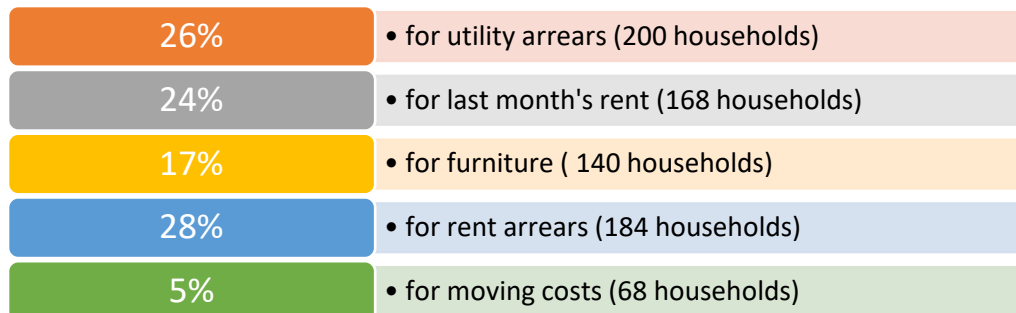 26% • for utility arrears (200 households)
24% • for last month's rent (168 households)
17% • for furniture ( 140 households)
28% • for rent arrears (184 households)
5% • for moving costs (68 households)